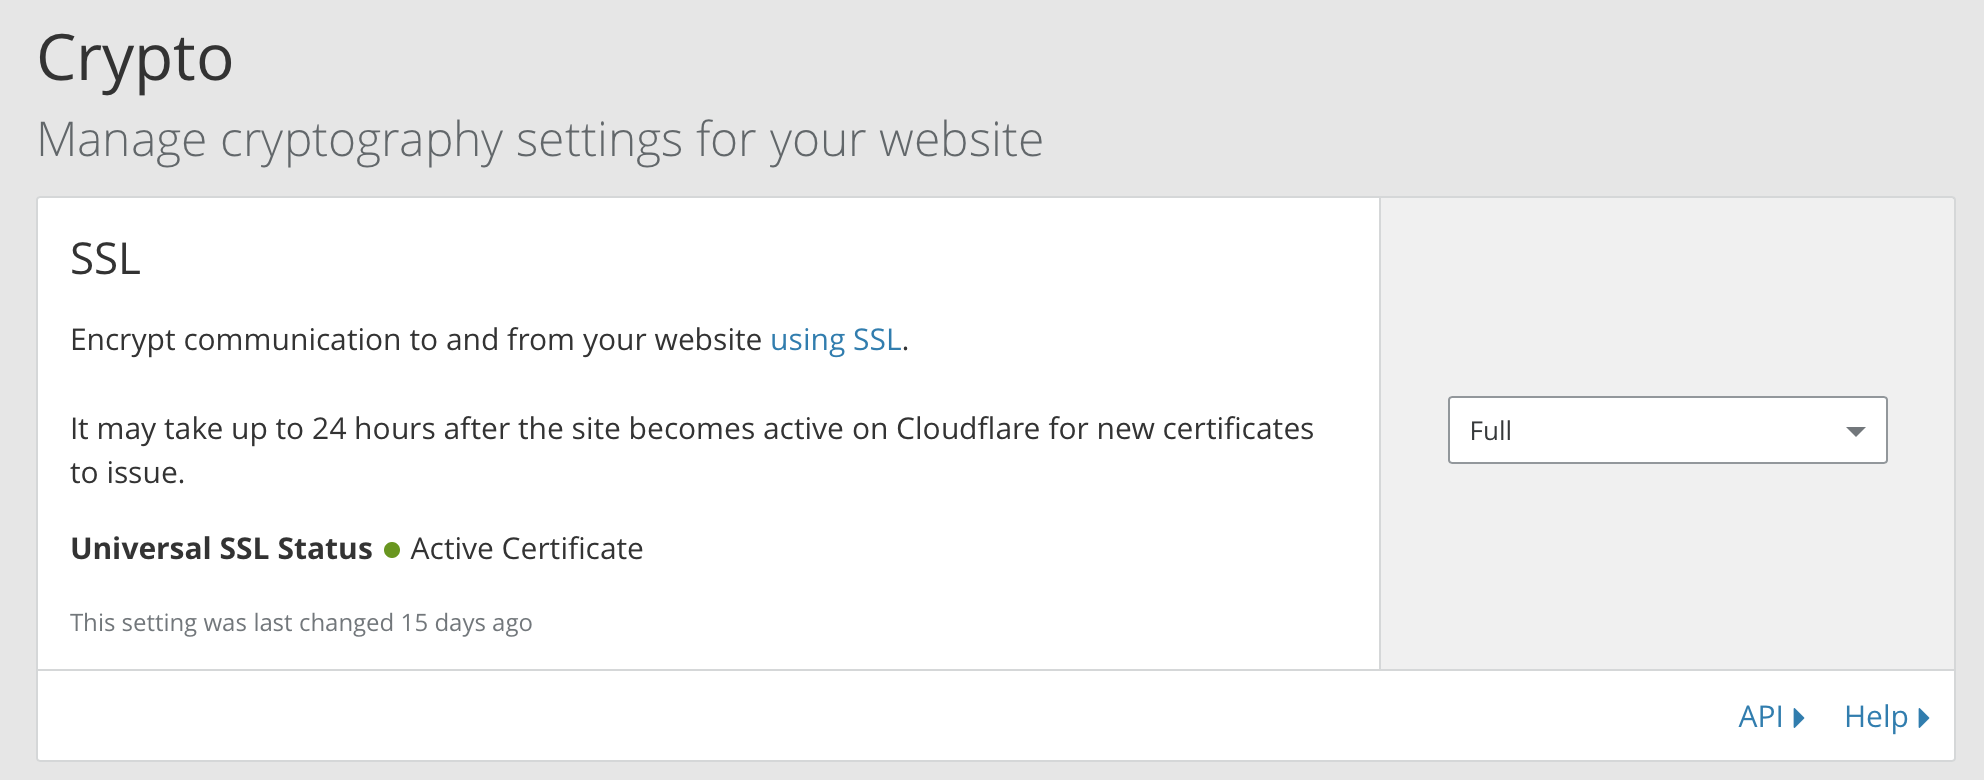 Crypto
Manage cryptography settings for your website
SSL
Encrypt communication to and from your website using SSL.
It may take up to 24 hours after the site becomes active on Cloudflare for new certificates
to issue.
Universal SSL Status Active Certificate
This setting was last changed 15 days ago
Full
API
Help